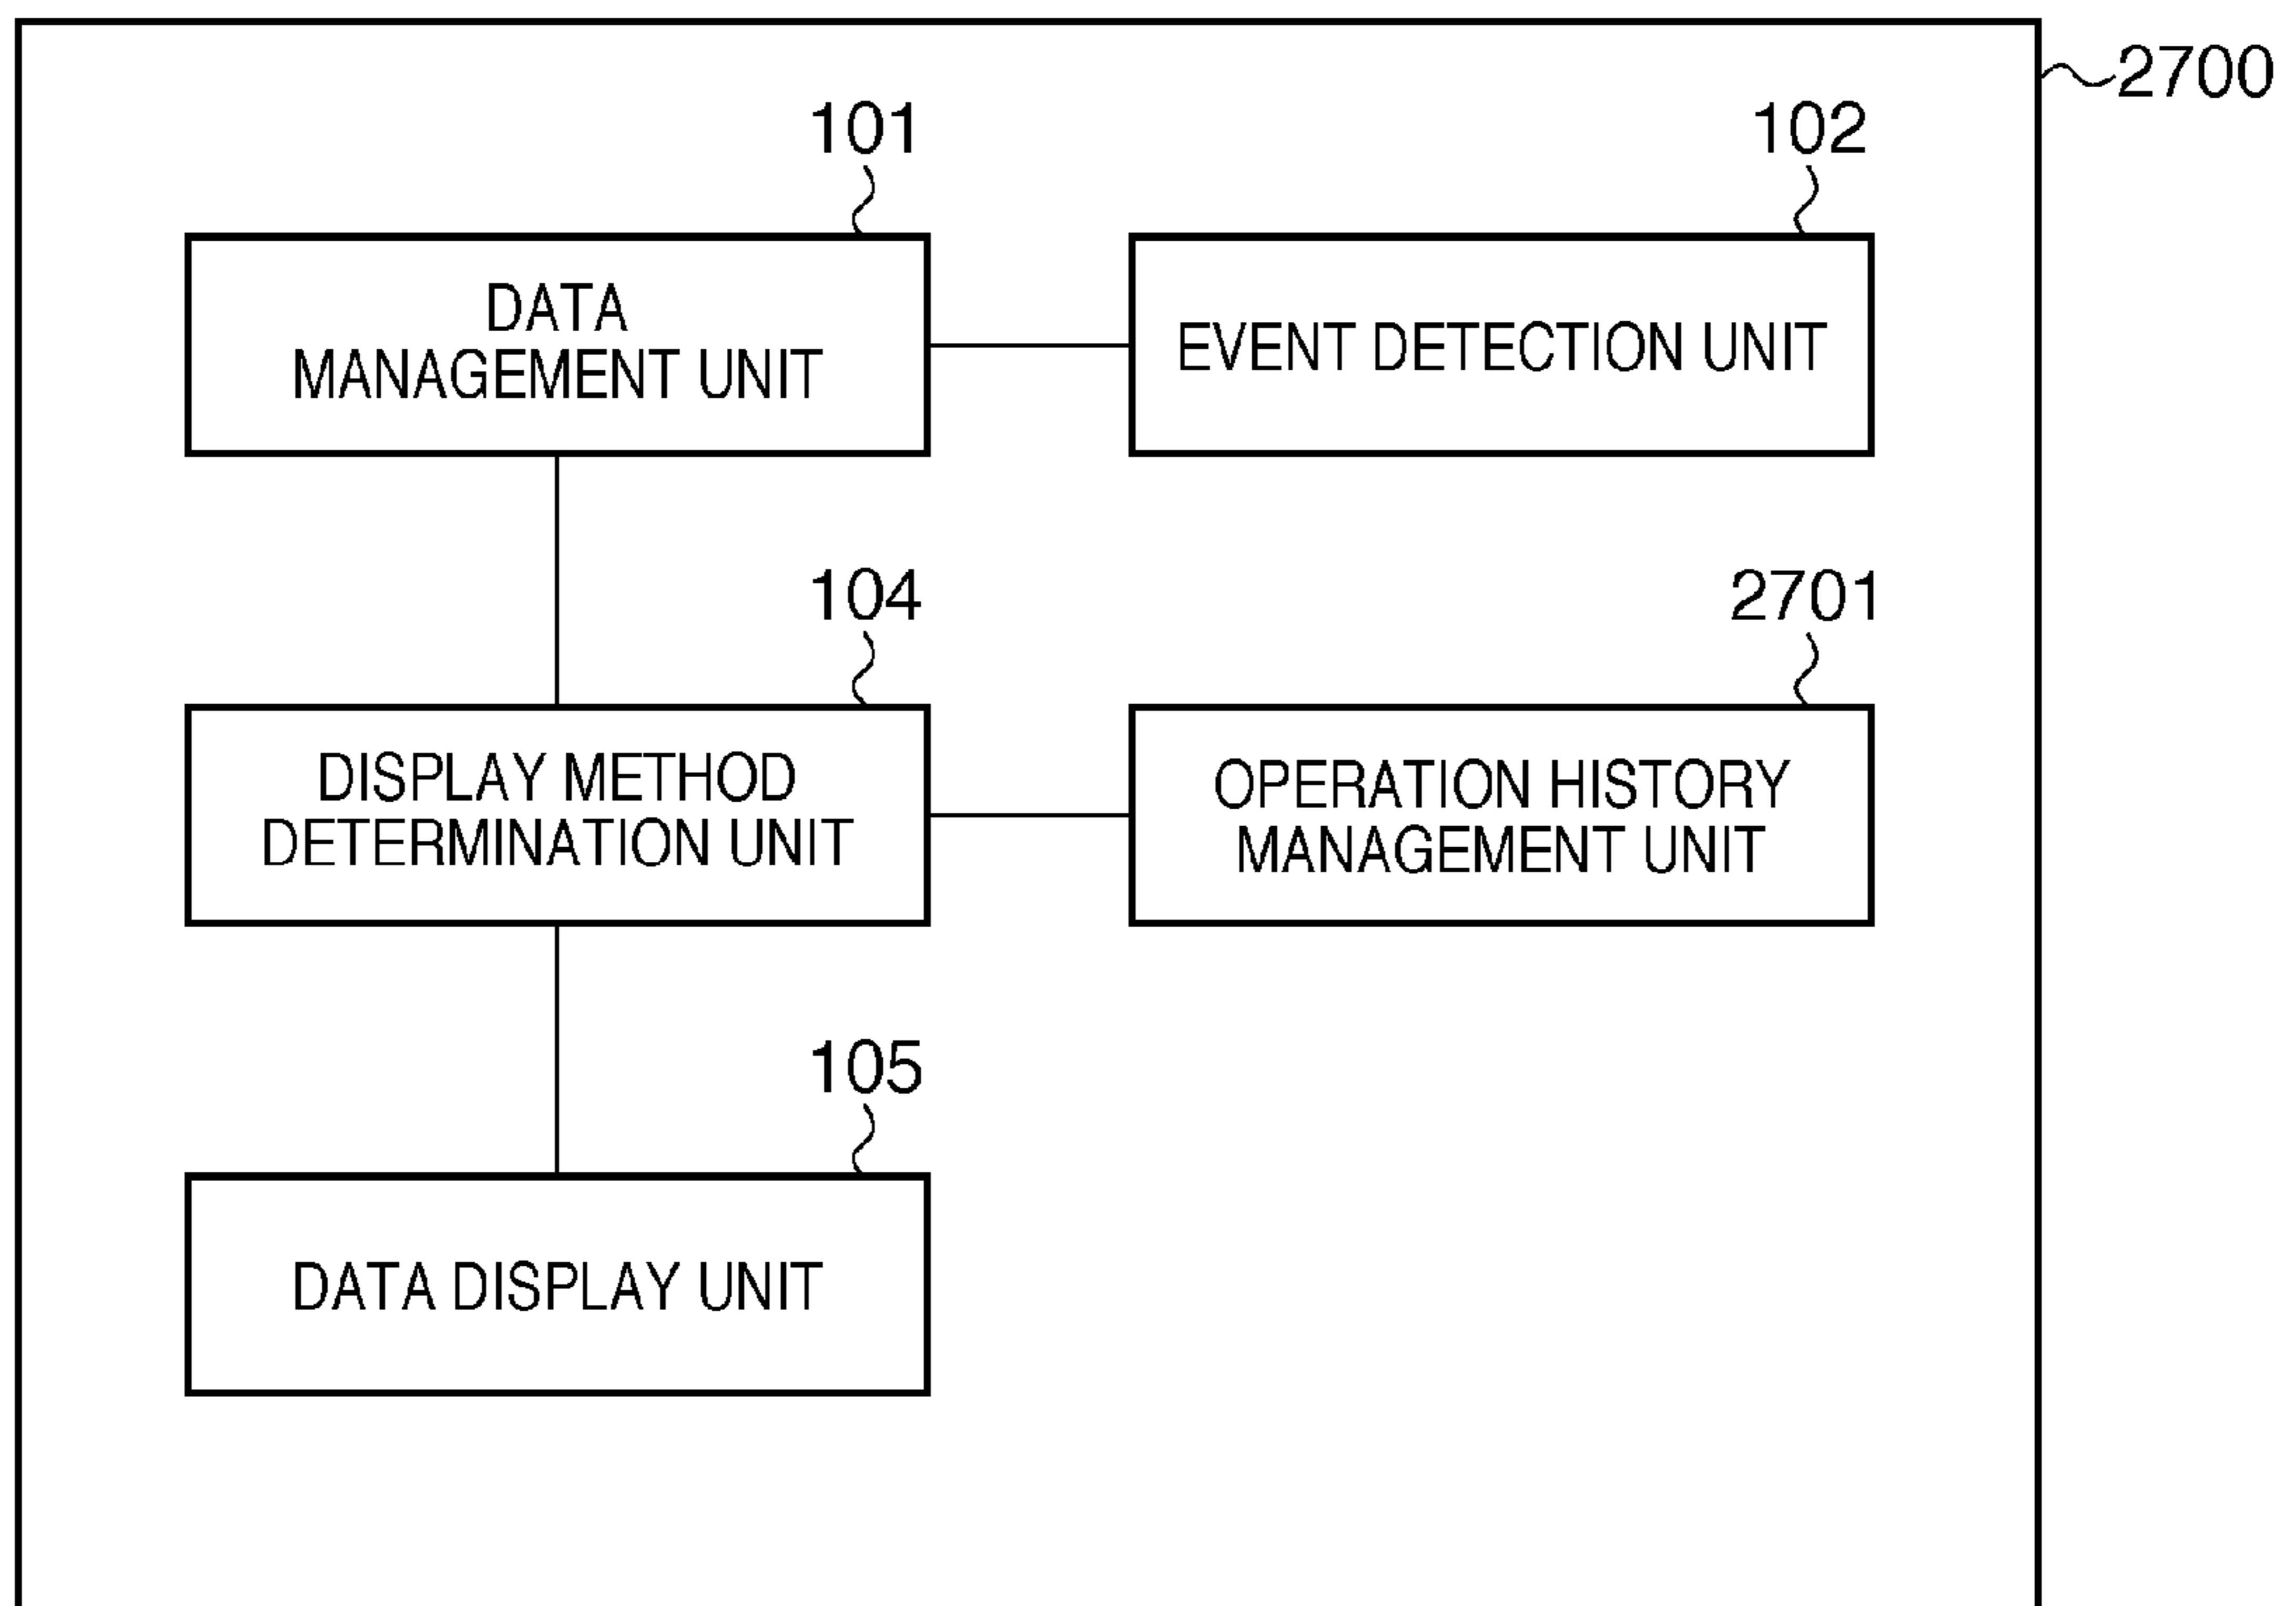 2700
101
102
DATA
MANAGEMENT UNIT
EVENT DETECTION UNIT
104
2701
DISPLAY METHOD
DETERMINATION UNIT
OPERATION HISTORY
MANAGEMENT UNIT
105
DATA DISPLAY UNIT